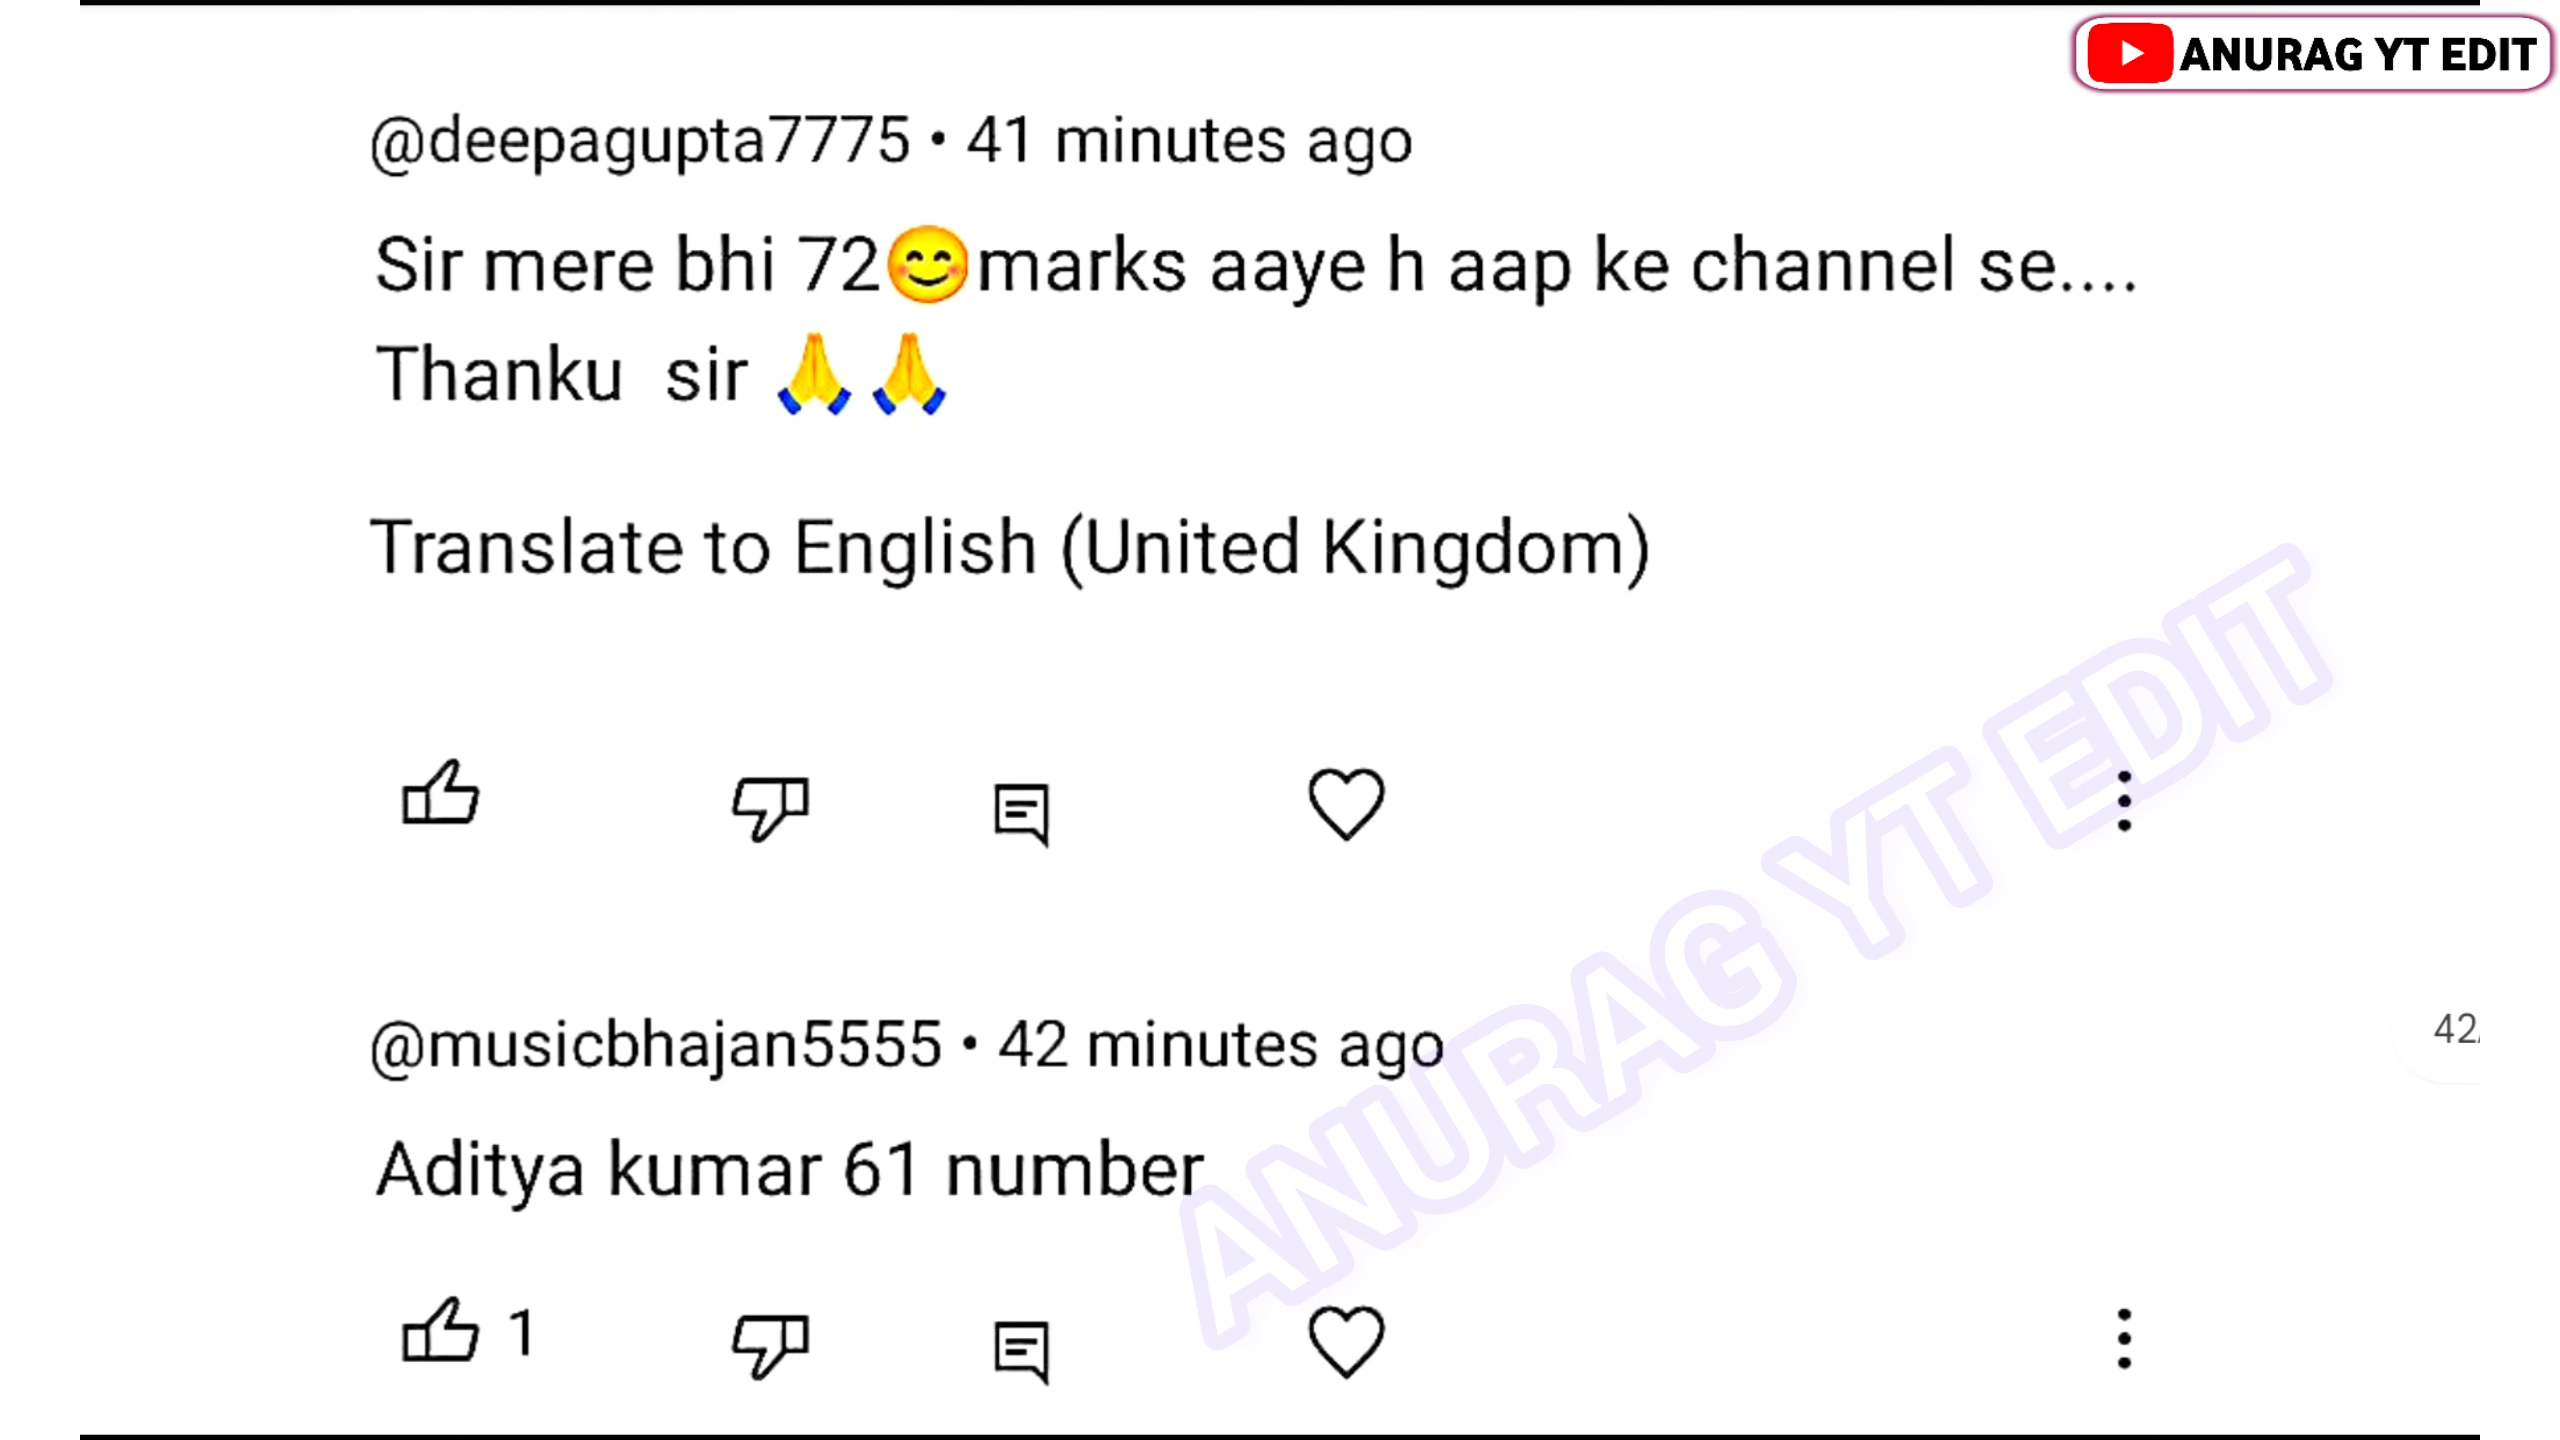 ANURAG YT EDIT
@deepagupta7775 • 41 minutes ago
Sir mere bhi 72😊marks aaye h aap ke channel se....
Thanku sir 🙏🙏
Translate to English (United Kingdom)
ANURAG YT EDIT
@musicbhajan5555 • 42 minutes ago
42
Aditya kumar 61 number
1